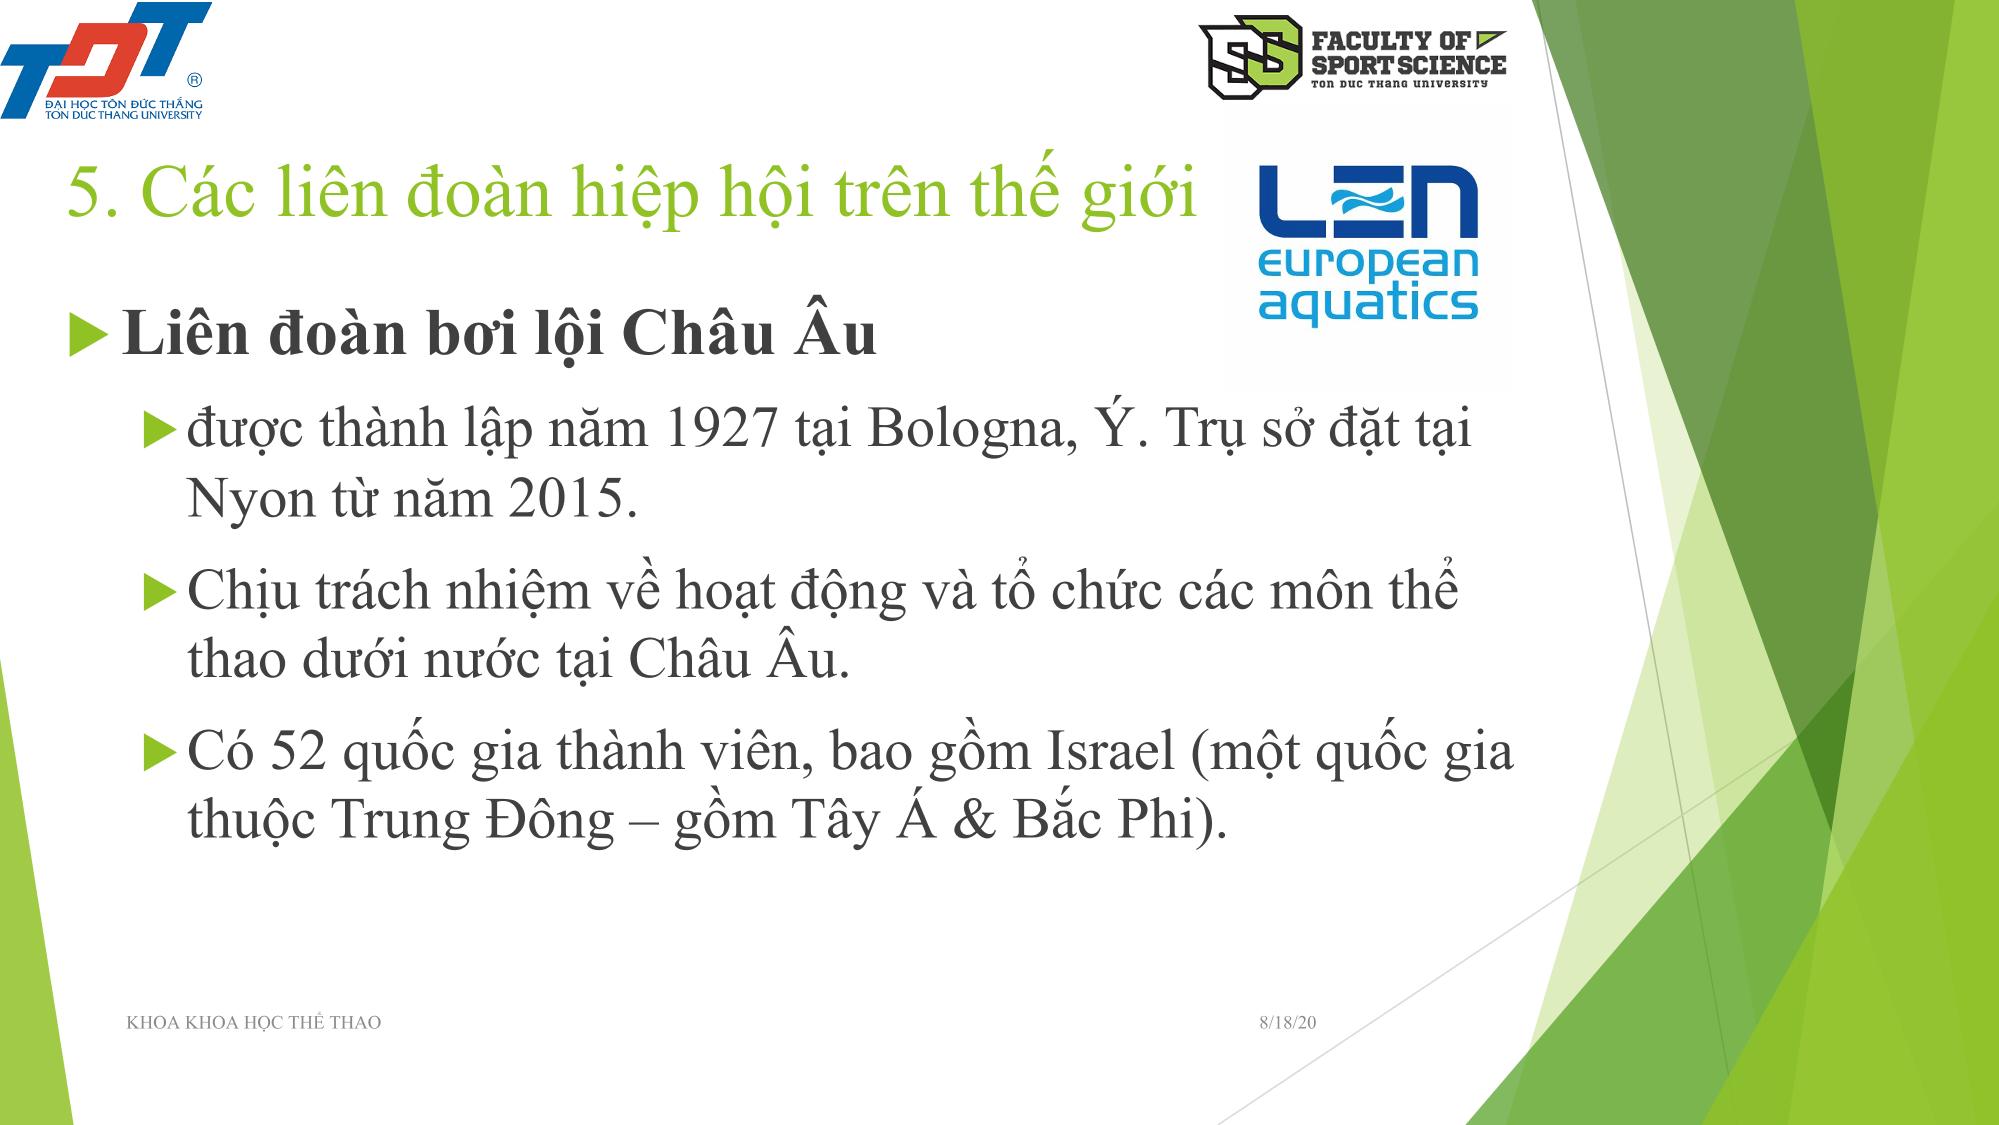 TDT
®
ĐẠI HỌC TÔN ĐỨC THẮNG
TON DUC THANG UNIVERSITY
SS
FACULTY OF
SPORT SCIENCE
TON DUC THANG UNIVERSITY
5. Các liên đoàn hiệp hội trên thế giới
LEN
european
aquatics
Liên đoàn bơi lội Châu Âu
được thành lập năm 1927 tại Bologna, Ý. Trụ sở đặt tại
Nyon từ năm 2015.
Chịu trách nhiệm về hoạt động và tổ chức các môn thể
thao dưới nước tại Châu Âu.
Có 52 quốc gia thành viên, bao gồm Israel (một quốc gia
thuộc Trung Đông – gồm Tây Á & Bắc Phi).
KHOA KHOA HỌC THỂ THAO
8/18/20